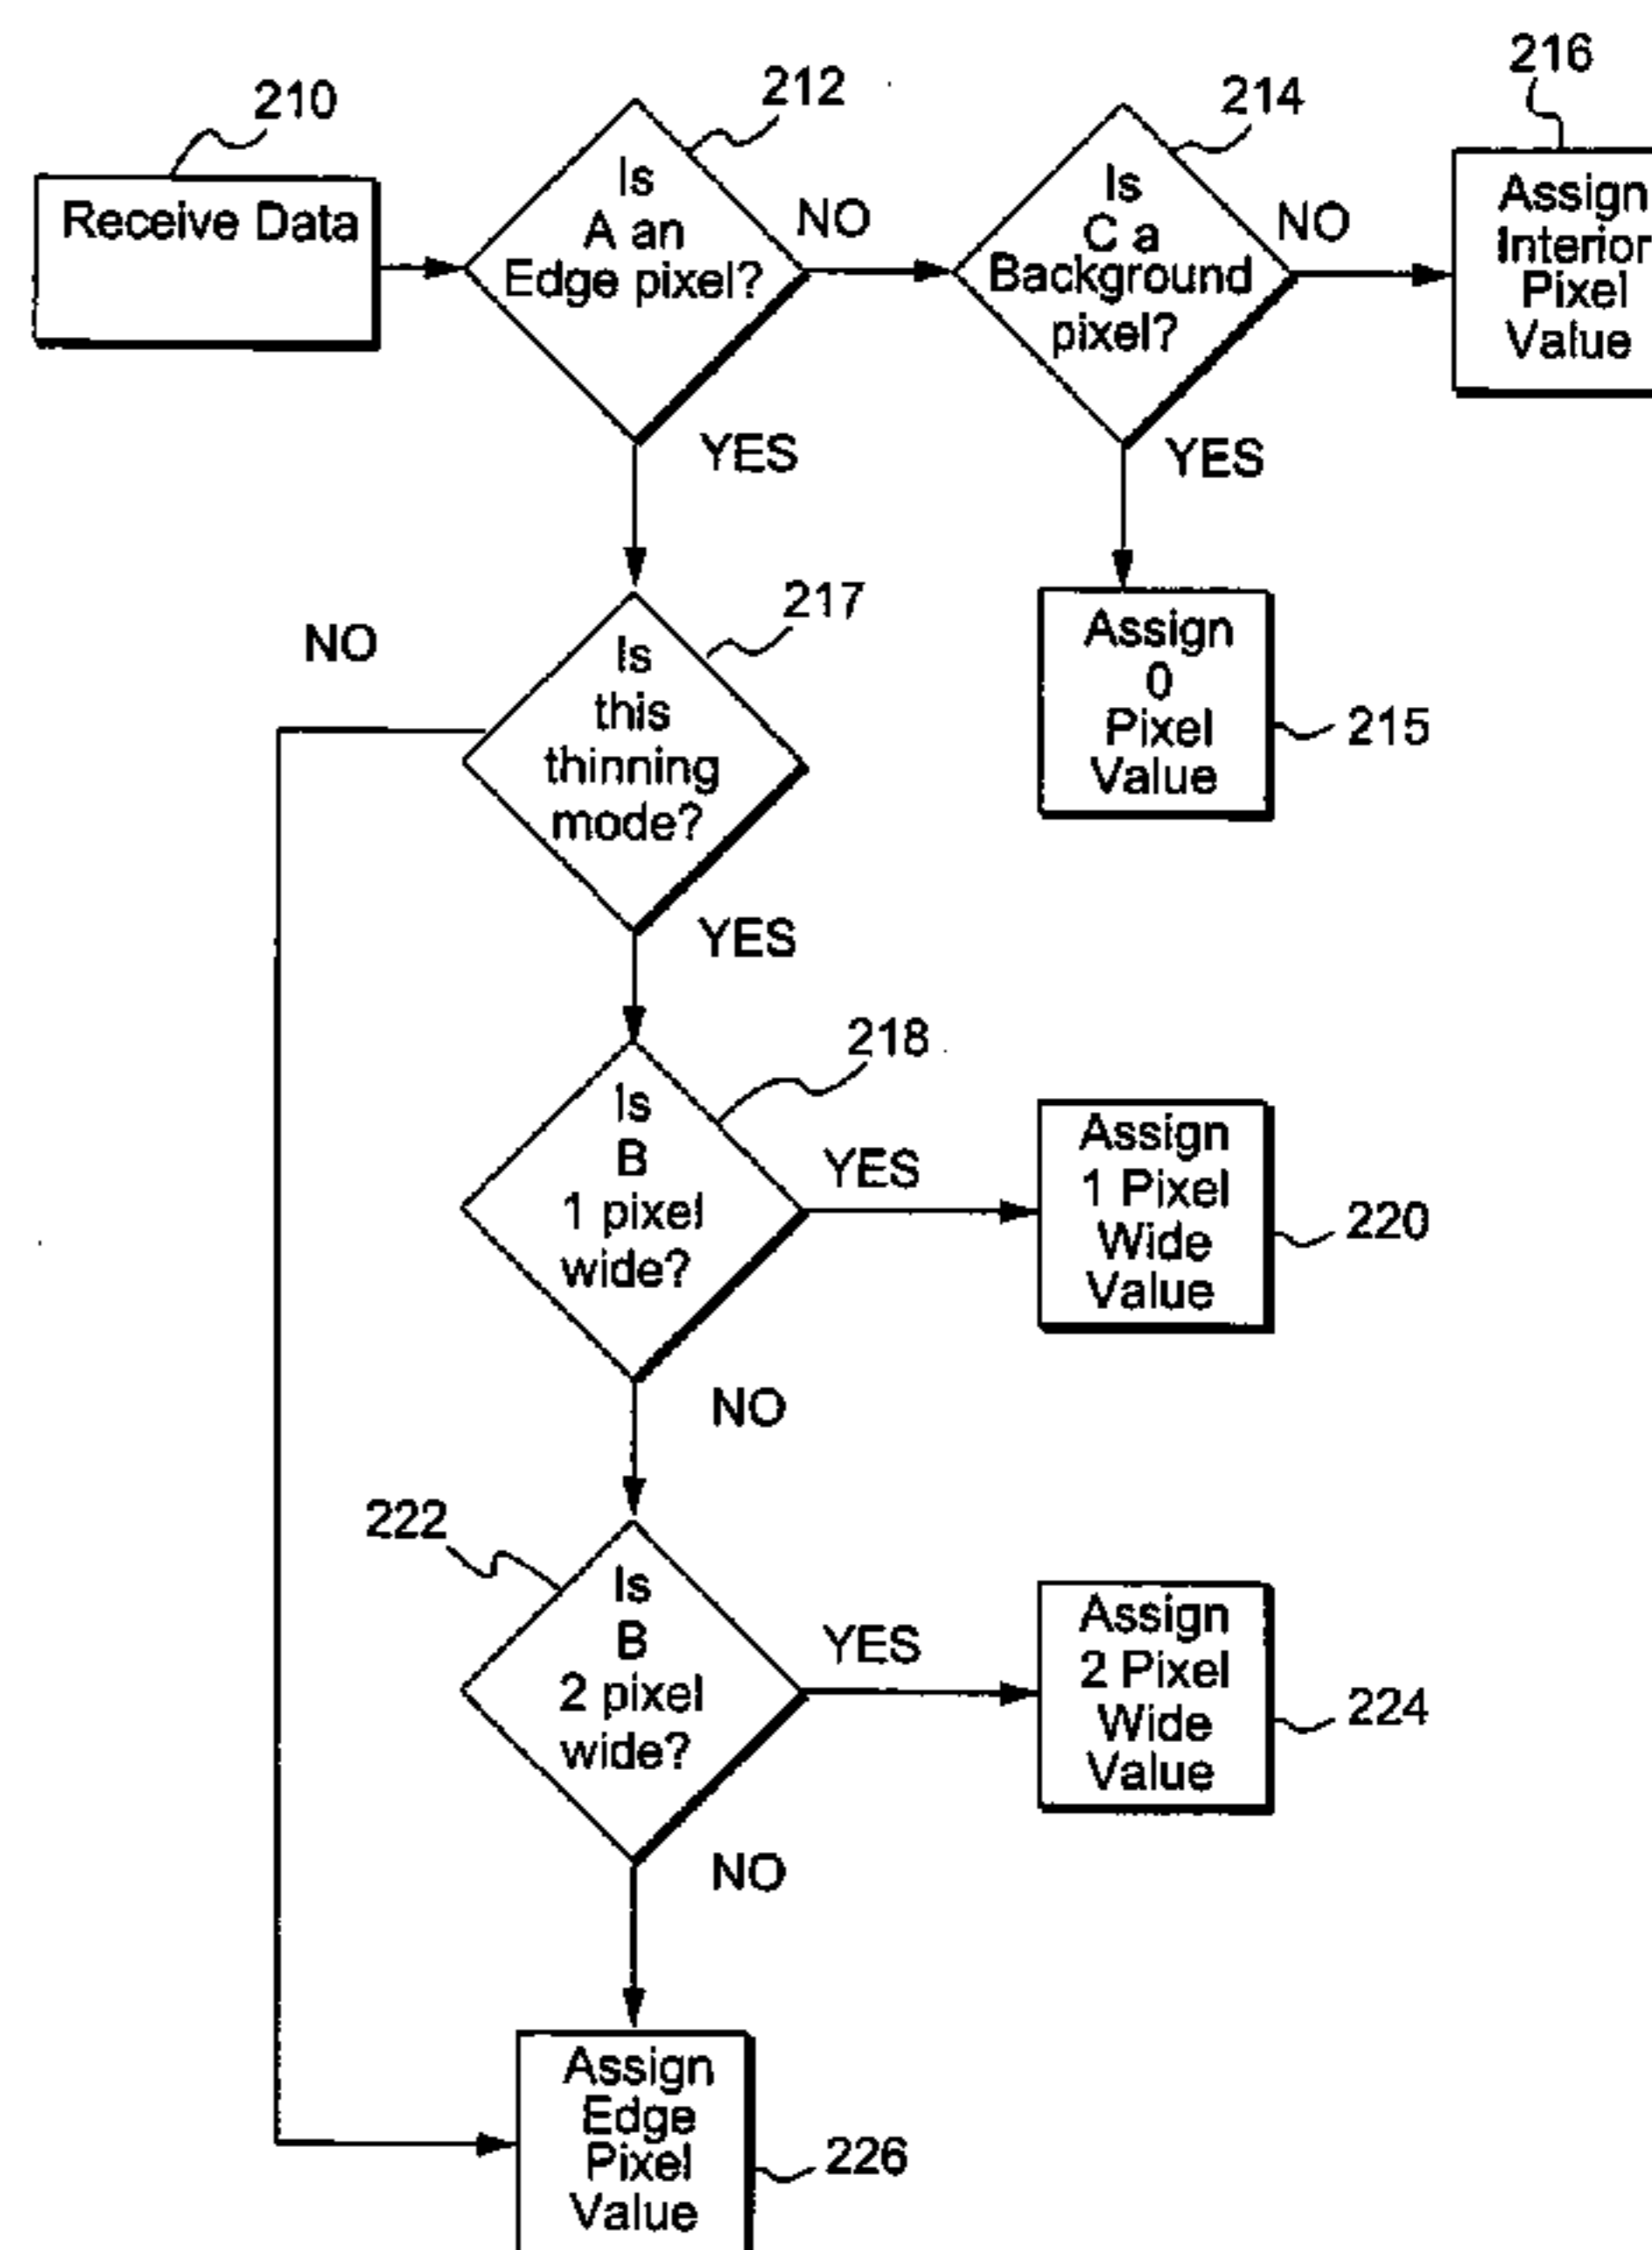 210
Receive Data
212
Is
A an
Edge pixel?
NO
YES
214
Is
C a
Background
pixel?
NO
YES
216
Assign
Interior
Pixel
Value
Assign
0
Pixel
Value
215
217
Is
this
thinning
mode?
NO
YES
218
Is
B
1 pixel
wide?
YES
NO
Assign
1 Pixel
Wide
Value
220
222
Is
B
2 pixel
wide?
YES
NO
Assign
2 Pixel
Wide
Value
224
Assign
Edge
Pixel
Value
226